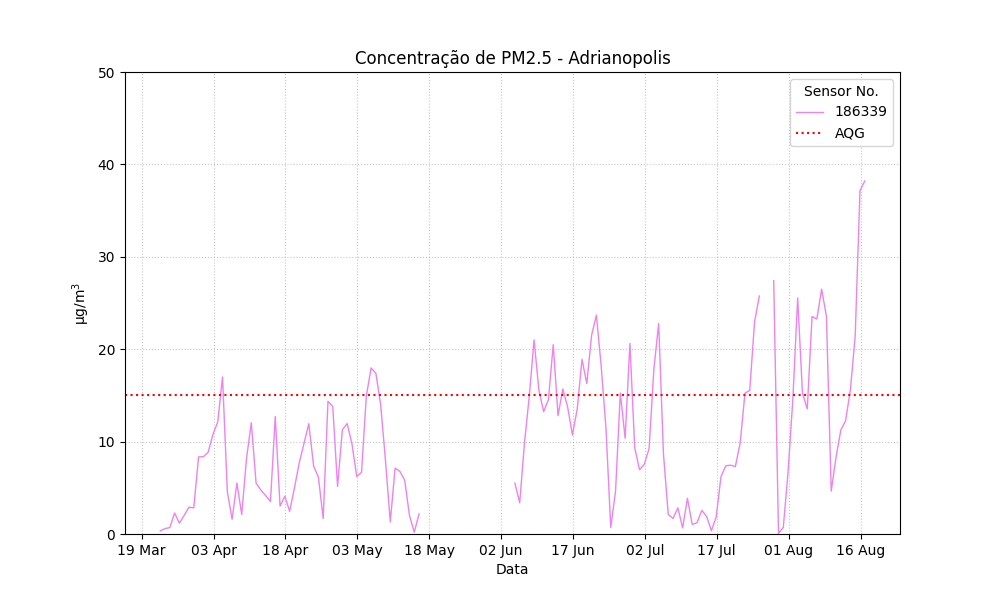 Concentração de PM2.5 - Adrianopolis
Sensor No.
186339
AQG
µg/m³
50
40
30
20
10
0
19 Mar
03 Apr
18 Apr
03 May
18 May
02 Jun
17 Jun
02 Jul
17 Jul
01 Aug
16 Aug
Data